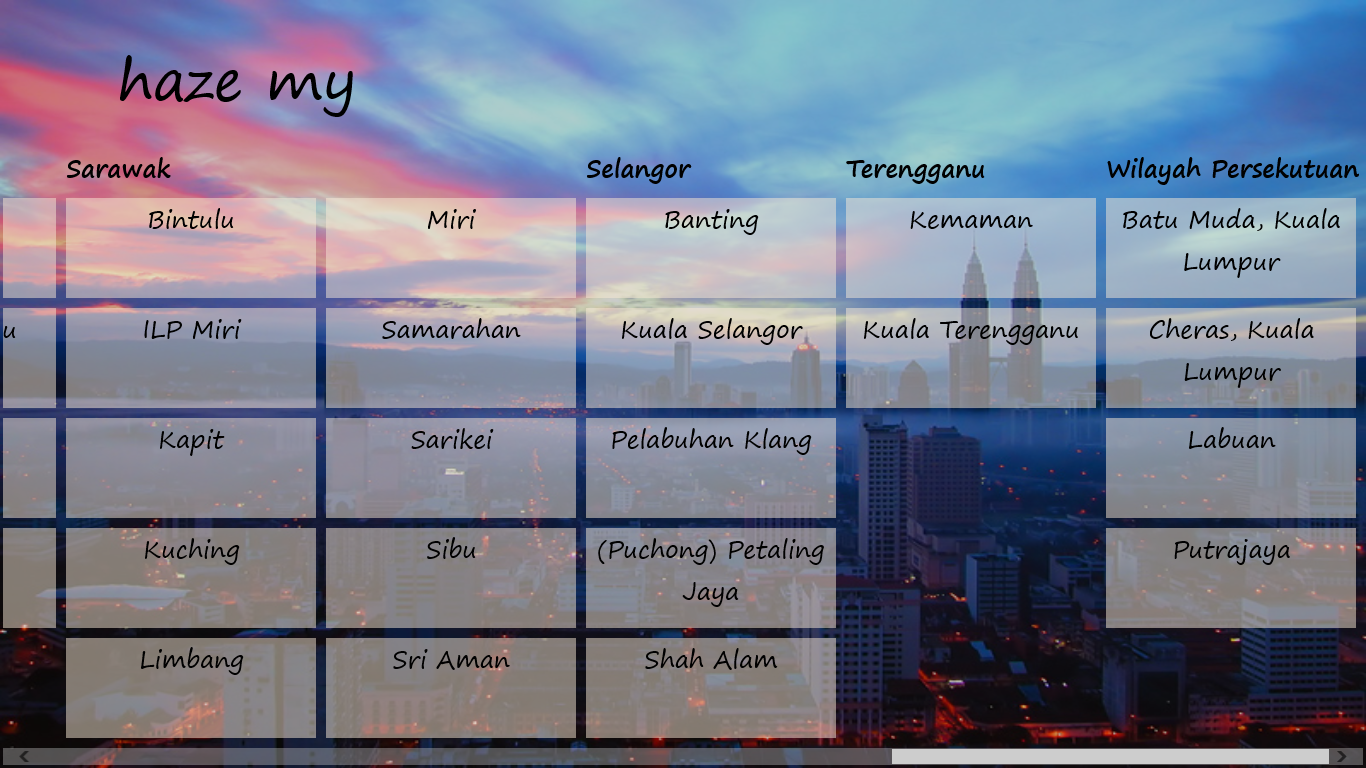 haze my
Sarawak
Bintulu
ILP Miri
Kapit
Kuching
Limbang
Miri
Samarahan
Sarikei
Sibu
Sri Aman
Selangor
Banting
Kuala Selangor
Pelabuhan Klang
(Puchong) Petaling
Jaya
Shah Alam
Terengganu
Kemaman
Kuala Terengganu
Wilayah Persekutuan
Batu Muda, Kuala
Lumpur
Cheras, Kuala
Lumpur
Labuan
Putrajaya